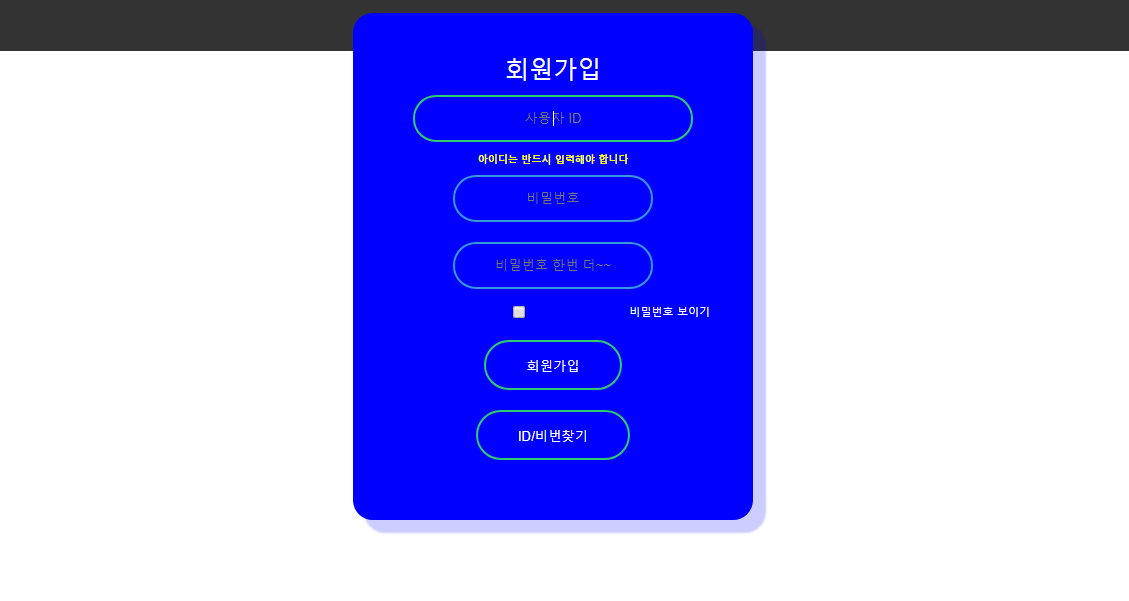 회원가입
사용자 ID
아이디는 반드시 입력해야 합니다
비밀번호
비밀번호 한번 더~~
비밀번호 보이기
회원가입
ID/비번찾기